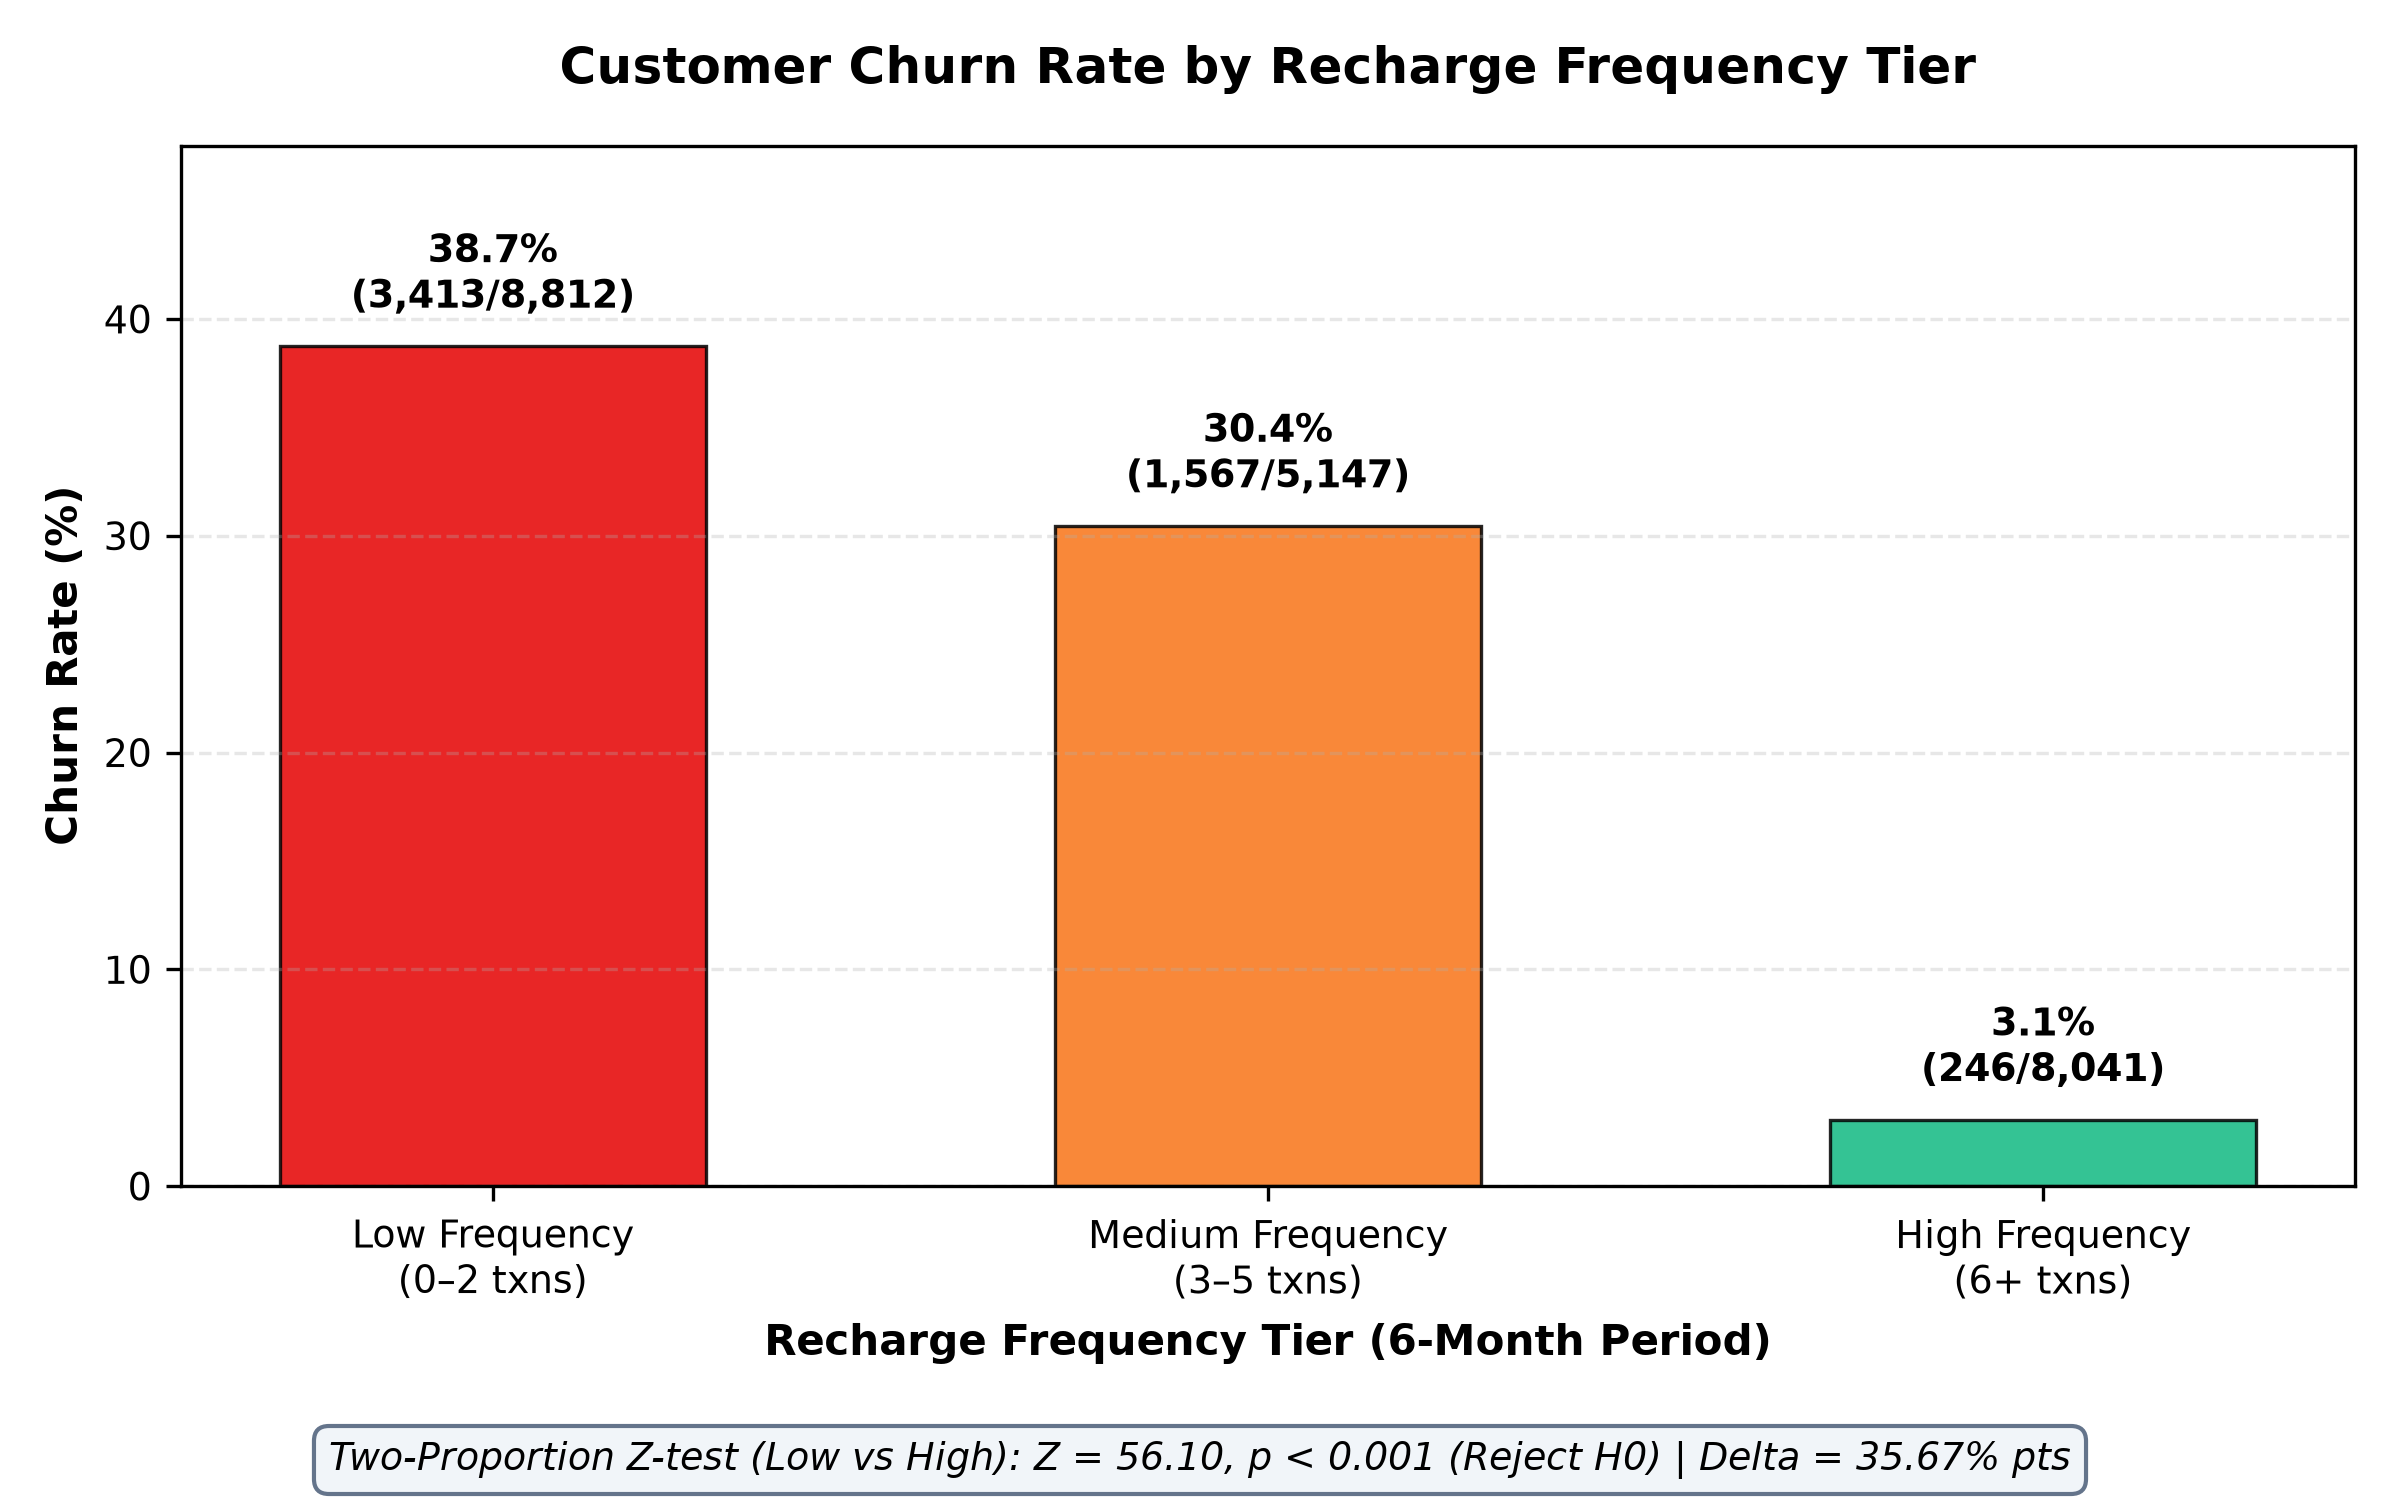 Customer Churn Rate by Recharge Frequency Tier
38.7%
(3,413/8,812)
30.4%
(1,567/5,147)
3.1%
(246/8,041)
Churn Rate (%)
40
30
20
10
0
Low Frequency
(0–2 txns)
Medium Frequency
(3–5 txns)
High Frequency
(6+ txns)
Recharge Frequency Tier (6-Month Period)
Two-Proportion Z-test (Low vs High): Z = 56.10, p < 0.001 (Reject H0) | Delta = 35.67% pts